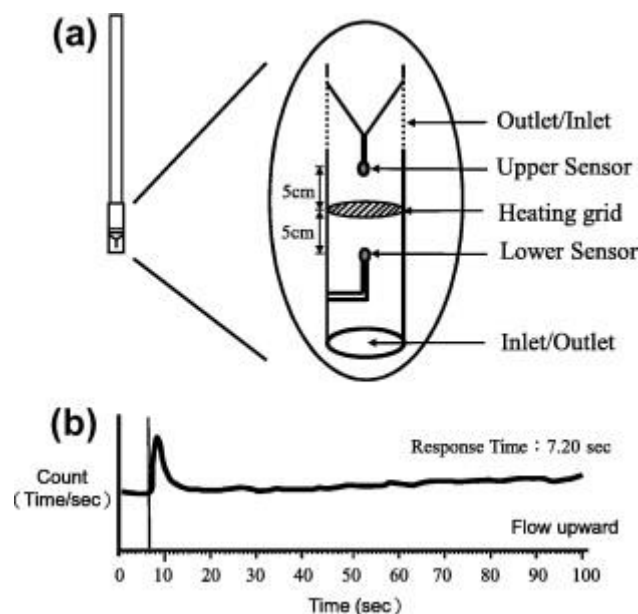 (a)
Outlet/Inlet
Upper Sensor
5cm
Heating grid
5cm
Lower Sensor
Inlet/Outlet
(b)
Response Time：7.20 sec
Count
(Time/sec)
Flow upward
0 10 20 30 40 50 60 70 80 90 100
Time (sec)